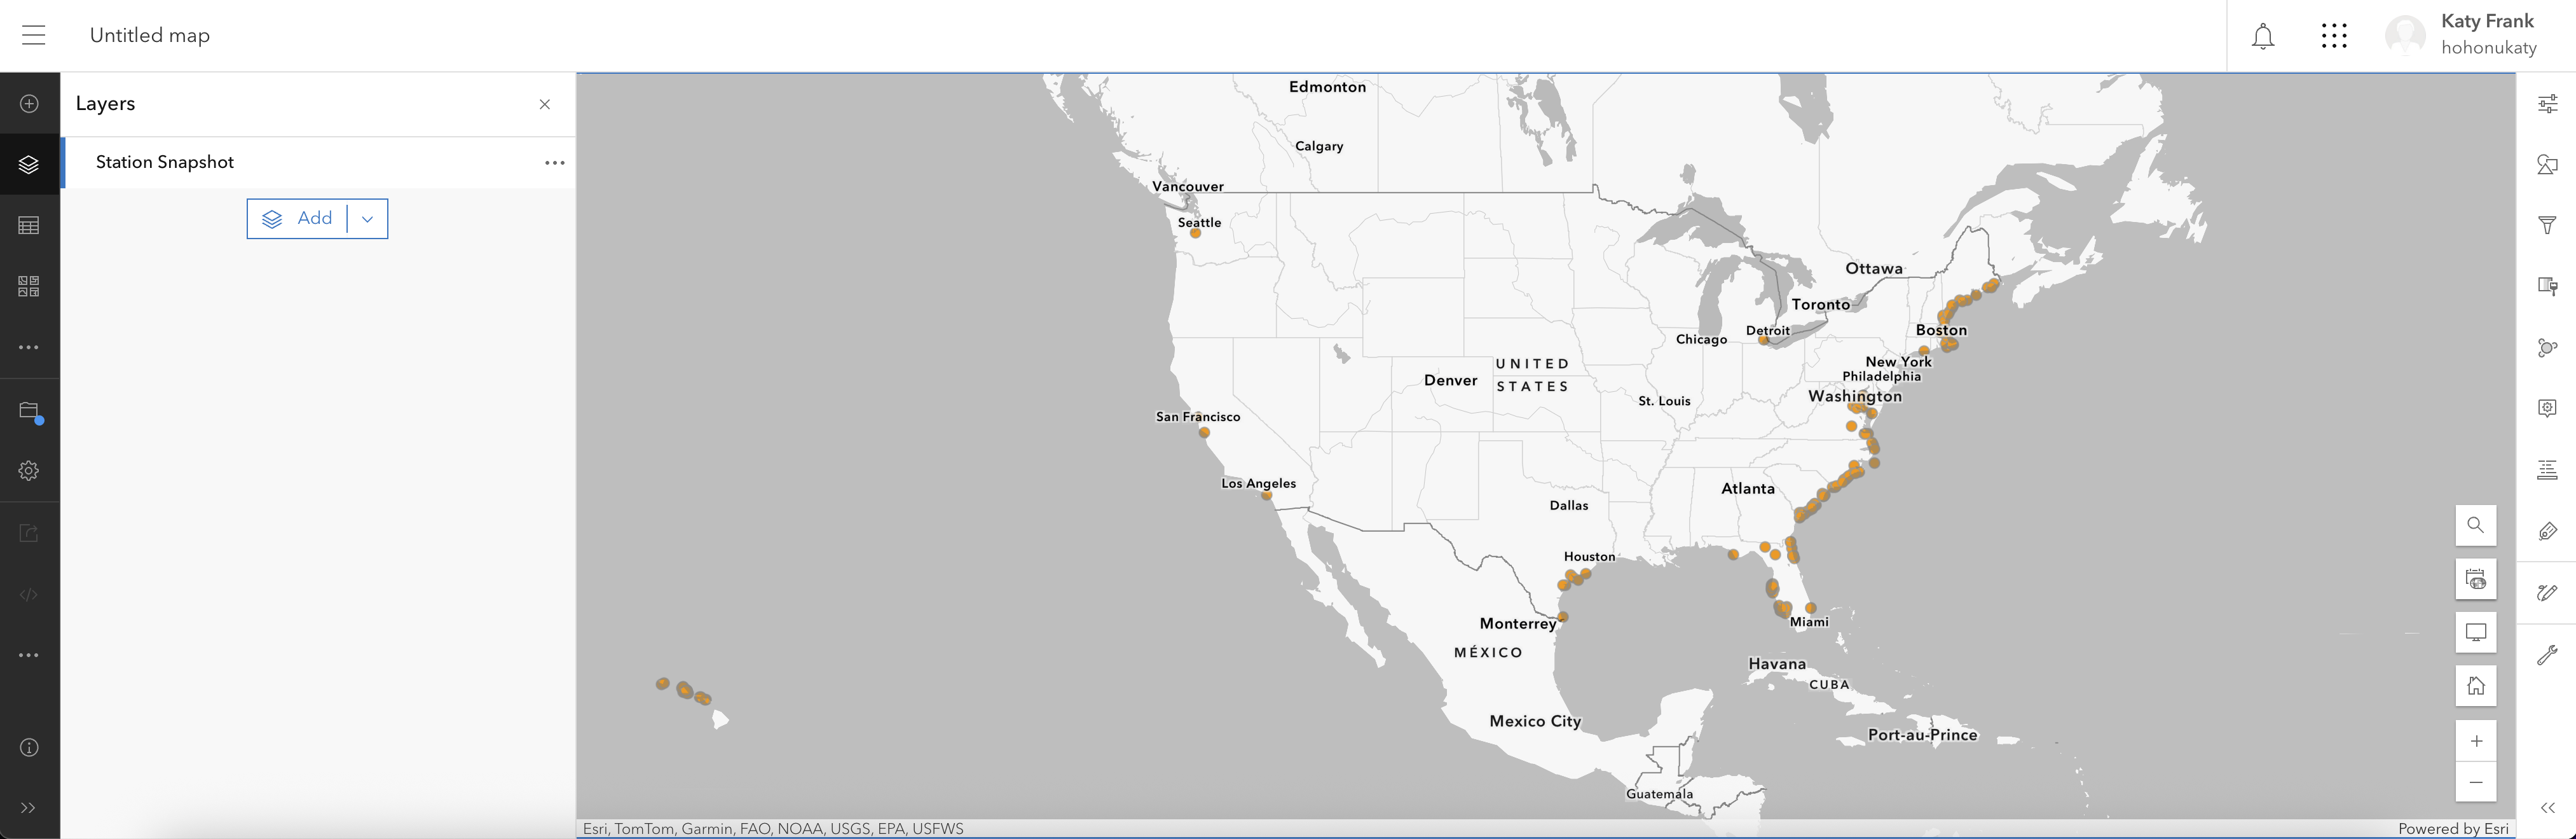 Untitled map
Katy Frank
hohonukaty
Layers
Station Snapshot
Add
Edmonton
Calgary
Vancouver
Seattle
Ottawa
Toronto
Boston
Detroit
Chicago
New York
Philadelphia
UNITED
STATES
Denver
Washington
St. Louis
San Francisco
Los Angeles
Atlanta
Dallas
Houston
Monterrey
Miami
MÉXICO
Havana
CUBA
Mexico City
Port-au-Prince
Guatemala
Esri, TomTom, Garmin, FAO, NOAA, USGS, EPA, USFWS
Powered by Esri